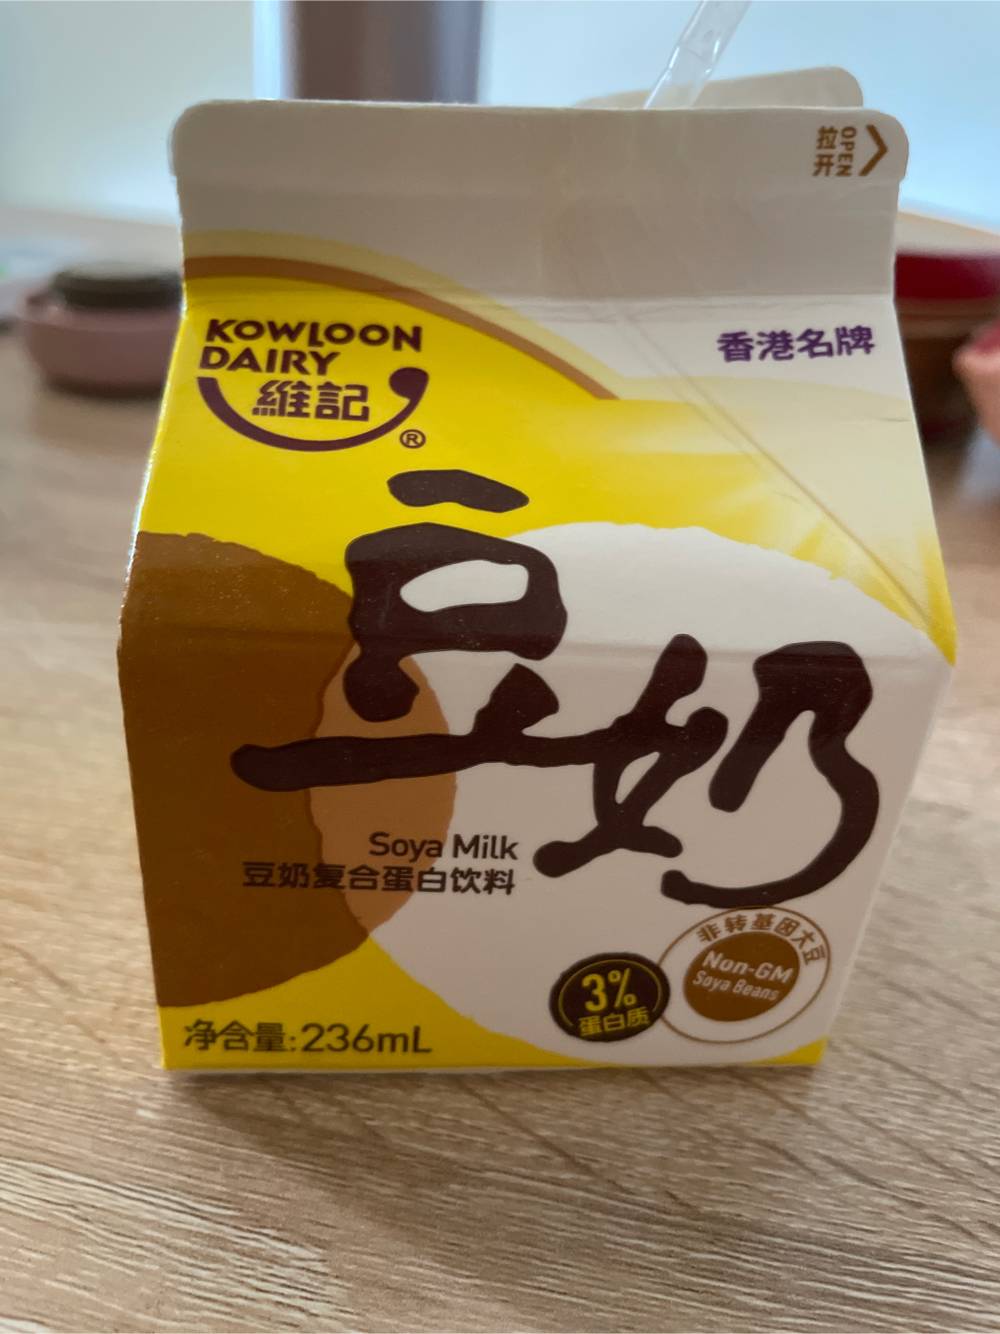 拉开
OPEN
KOWLOON
DAIRY
維記
®
香港名牌
豆奶
Soya Milk
豆奶复合蛋白饮料
非转基因大豆
Non-GM
Soya Beans
3%
蛋白质
净含量:236mL